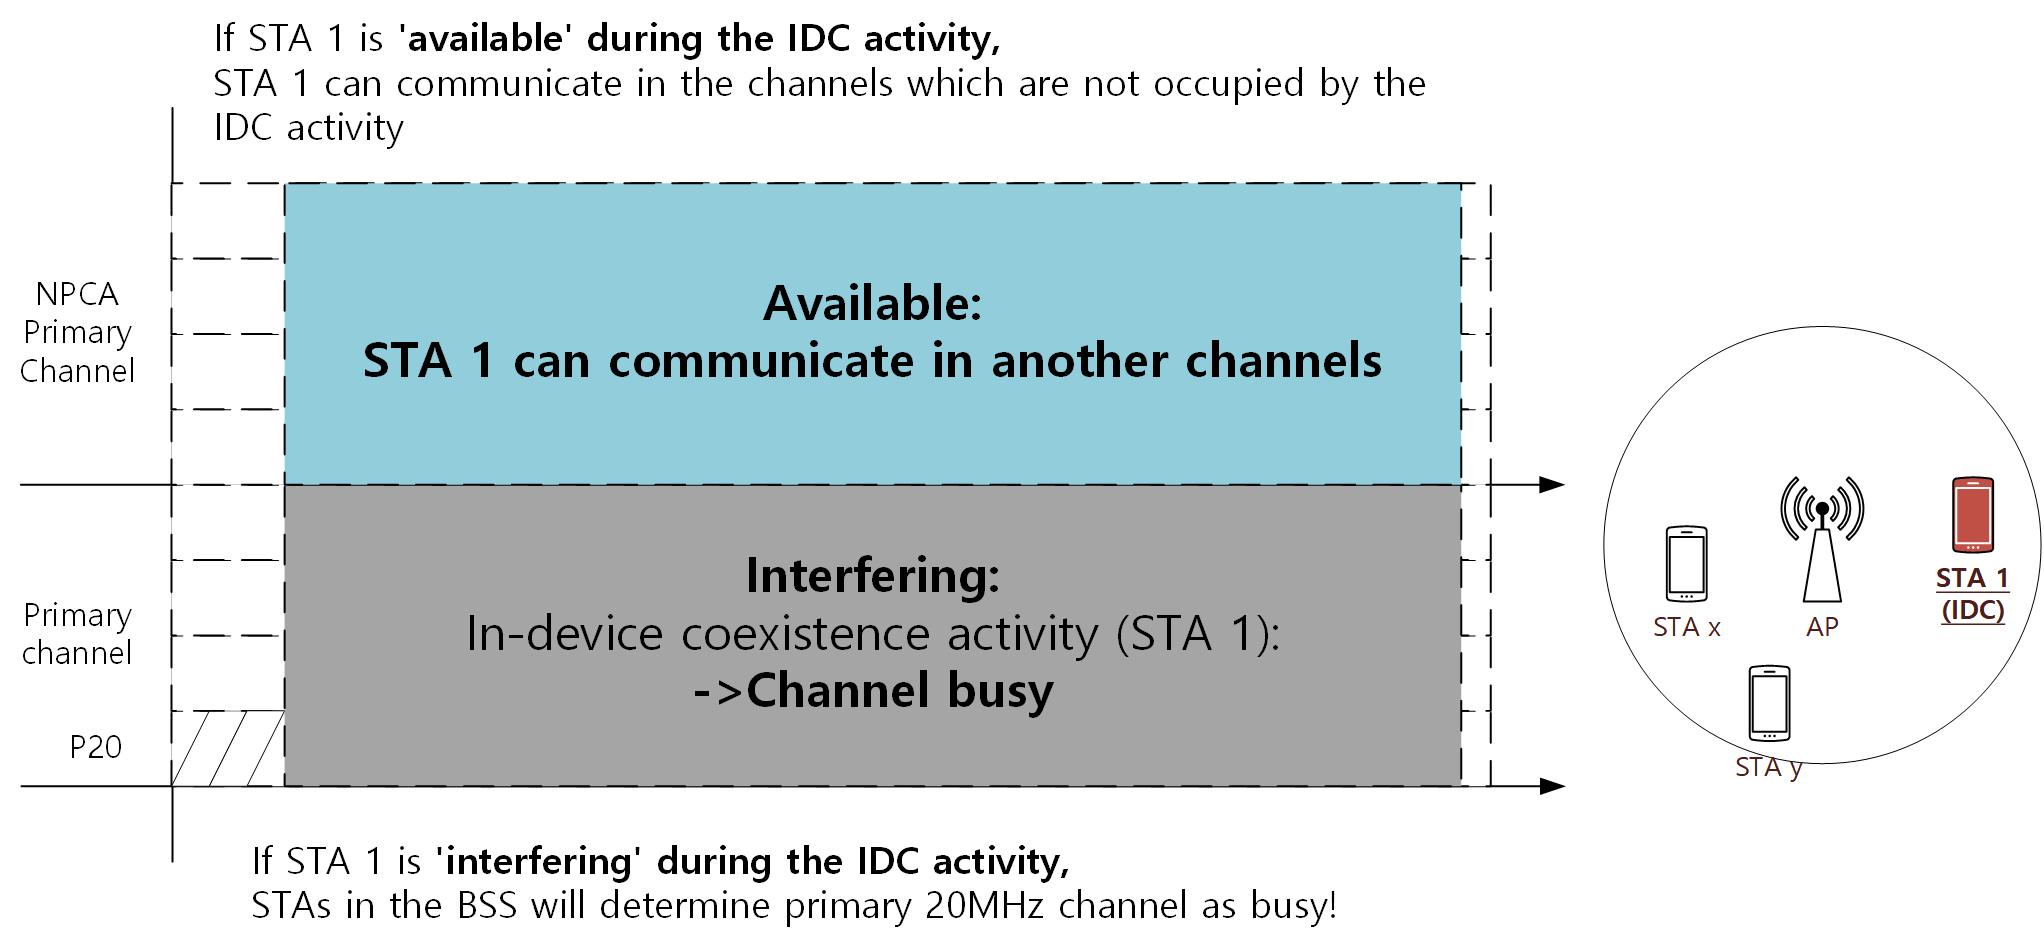 If STA 1 is 'available' during the IDC activity,
STA 1 can communicate in the channels which are not occupied by the
IDC activity
NPCA
Primary
Channel
Available:
STA 1 can communicate in another channels
Primary
channel
P20
Interfering:
In-device coexistence activity (STA 1):
->Channel busy
STA x
AP
STA 1
(IDC)
STA y
If STA 1 is 'interfering' during the IDC activity,
STAs in the BSS will determine primary 20MHz channel as busy!